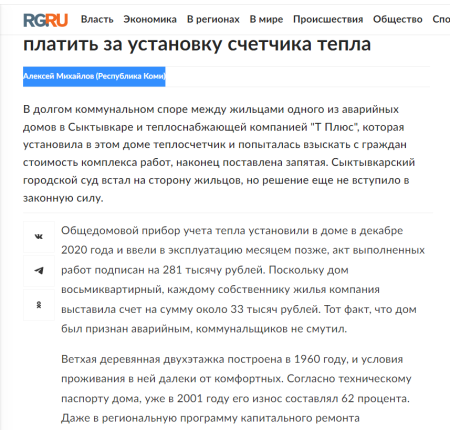 RGRU Власть Экономика В регионах В мире Происшествия Общество Спо
платить за установку счетчика тепла
Алексей Михайлов (Республика Коми)
В долгом коммунальном споре между жильцами одного из аварийных
домов в Сыктывкаре и теплоснабжающей компанией "Т Плюс", которая
установила в этом доме теплосчетчик и попыталась взыскать с граждан
стоимость комплекса работ, наконец поставлена запятая. Сыктывкарский
городской суд встал на сторону жильцов, но решение еще не вступило в
законную силу.
Общедомовой прибор учета тепла установили в доме в декабре
2020 года и ввели в эксплуатацию месяцем позже, акт выполненных
работ подписан на 281 тысячу рублей. Поскольку дом
восьмиквартирный, каждому собственнику жилья компания
выставила счет на сумму около 33 тысяч рублей. Тот факт, что дом
был признан аварийным, коммунальщиков не смутил.
Ветхая деревянная двухэтажка построена в 1960 году, и условия
проживания в ней далеки от комфортных. Согласно техническому
паспорту дома, уже в 2001 году его износ составлял 62 процента.
Даже в региональную программу капитального ремонта